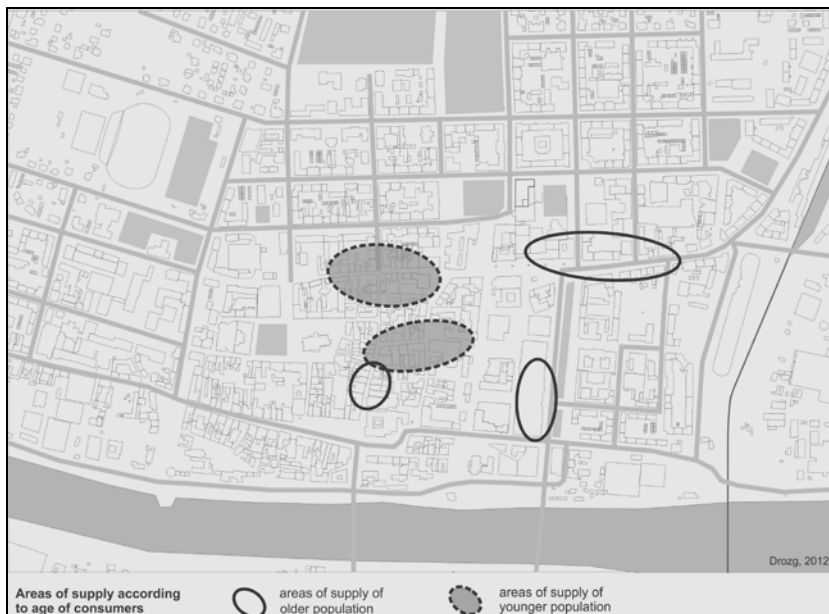 Drozg, 2012
Areas of supply according
to age of consumers
areas of supply of
older population
areas of supply of
younger population